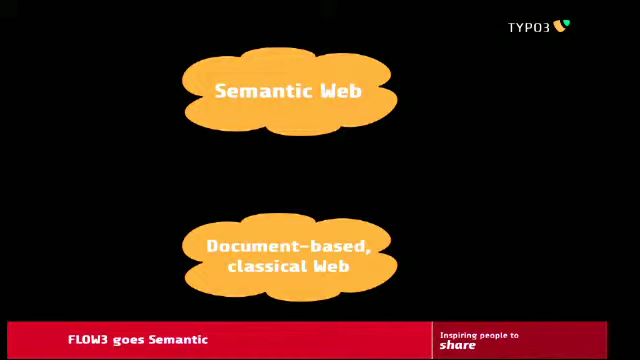 TYPO3
Semantic Web
Document-based,
classical Web
FLOW3 goes Semantic
Inspiring people to
share